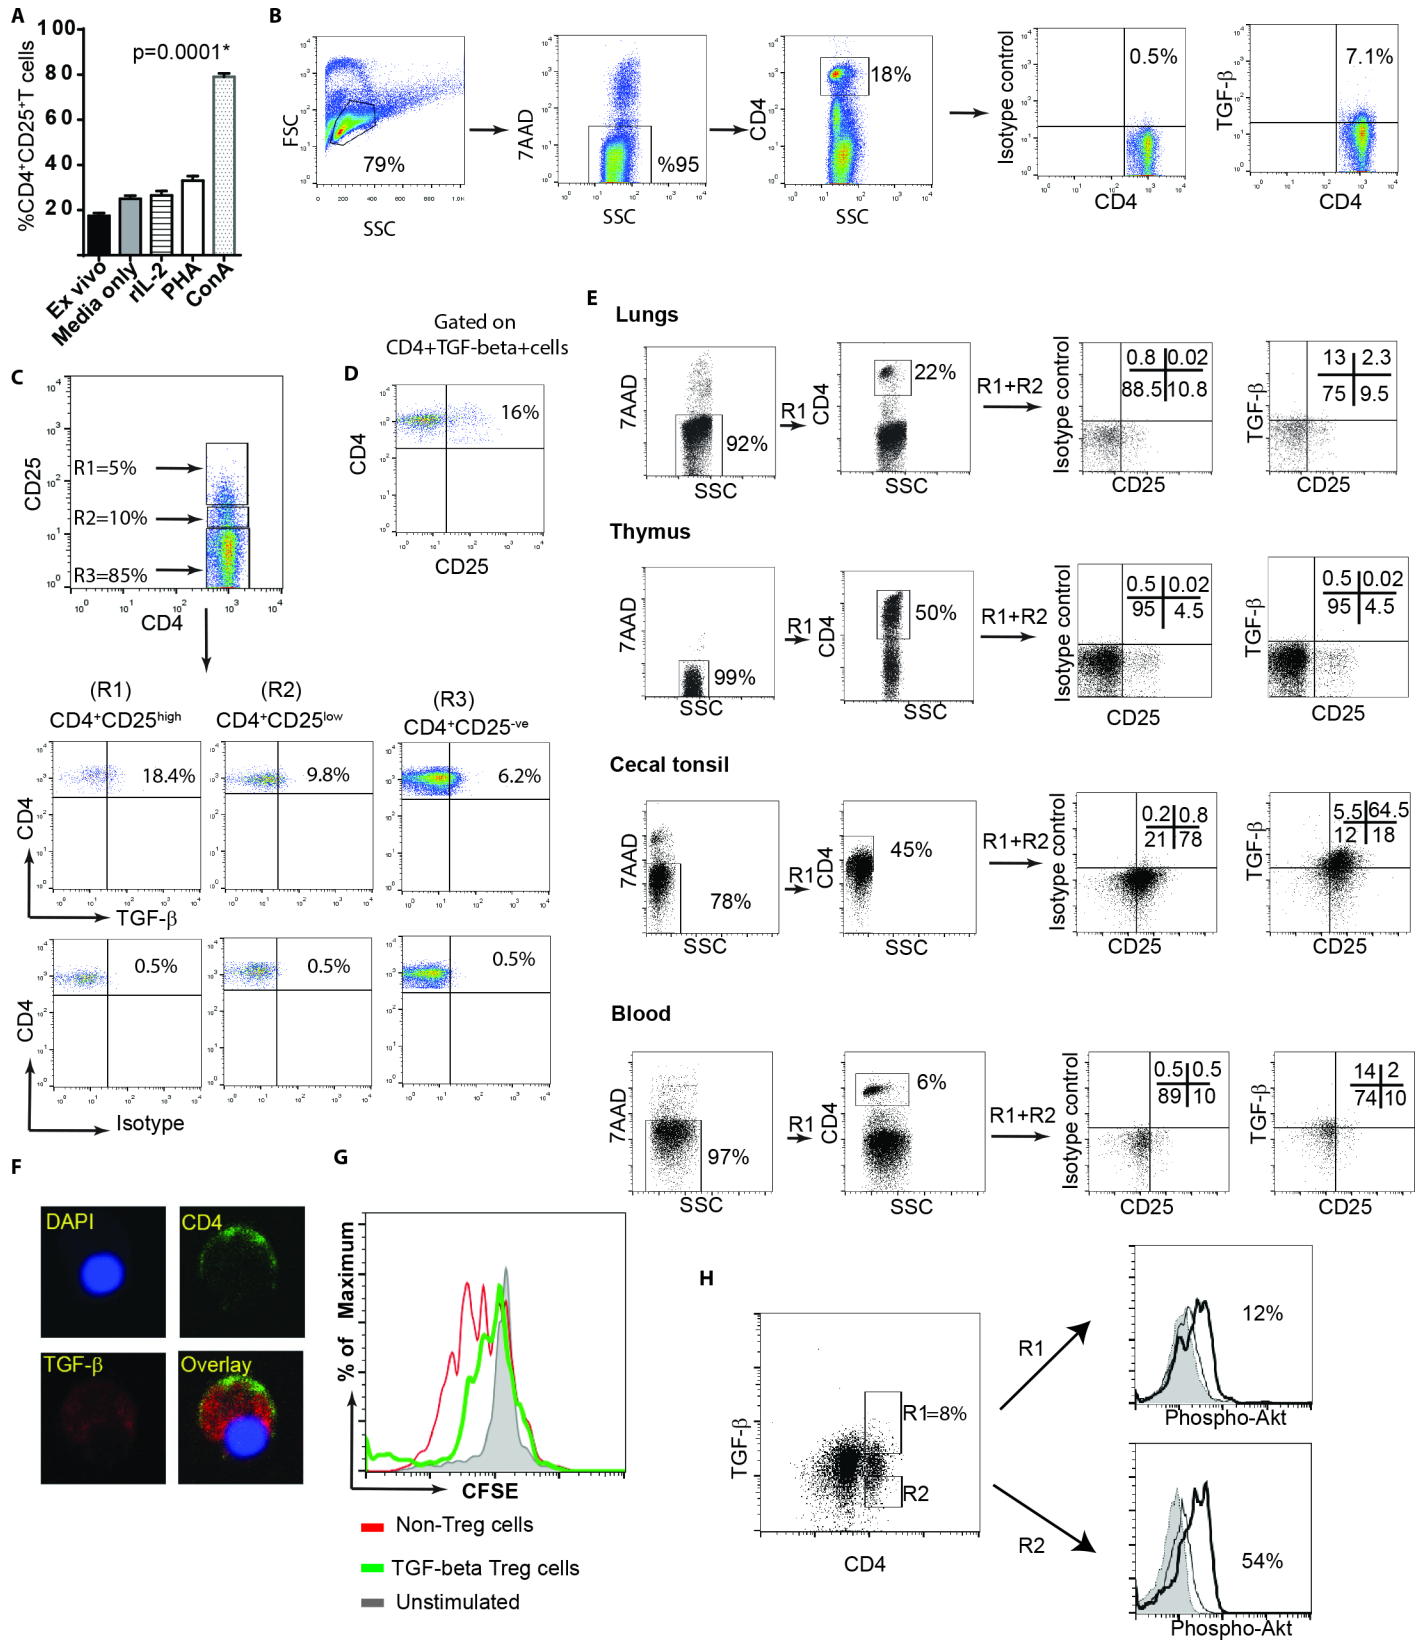 A
%CD4+CD25+T cells
100
80
60
40
20
p=0.0001*
Ex vivo
Media only
rIL-2
PHA
ConA
B
FSC
79%
0 200 400 600 800 1.0K
SSC
7AAD
%95
SSC
CD4
18%
SSC
Isotype control
0.5%
CD4
TGF-β
7.1%
CD4
C
CD25
R1=5%
R2=10%
R3=85%
CD4
(R1)
CD4+CD25high
(R2)
CD4+CD25low
(R3)
CD4+CD25-ve
CD4
18.4%
9.8%
6.2%
TGF-β
CD4
0.5%
0.5%
0.5%
Isotype
D
Gated on
CD4+TGF-beta+cells
CD4
16%
CD25
E
Lungs
7AAD
92%
SSC
R1
CD4
22%
SSC
R1+R2
Isotype control
0.8 0.02
88.5 10.8
CD25
TGF-β
13 2.3
75 9.5
CD25
Thymus
7AAD
99%
SSC
R1
CD4
50%
SSC
R1+R2
Isotype control
0.5 0.02
95 4.5
CD25
TGF-β
0.5 0.02
95 4.5
CD25
Cecal tonsil
7AAD
78%
SSC
R1
CD4
45%
SSC
R1+R2
Isotype control
0.2 0.8
21 78
CD25
TGF-β
5.5 64.5
12 18
CD25
Blood
7AAD
97%
SSC
R1
CD4
6%
SSC
R1+R2
Isotype control
0.5 0.5
89 10
CD25
TGF-β
14 2
74 10
CD25
F
DAPI
CD4
TGF-β
Overlay
G
% of Maximum
CFSE
Non-Treg cells
TGF-beta Treg cells
Unstimulated
H
TGF-β
R1=8%
R2
CD4
R1
12%
Phospho-Akt
R2
54%
Phospho-Akt